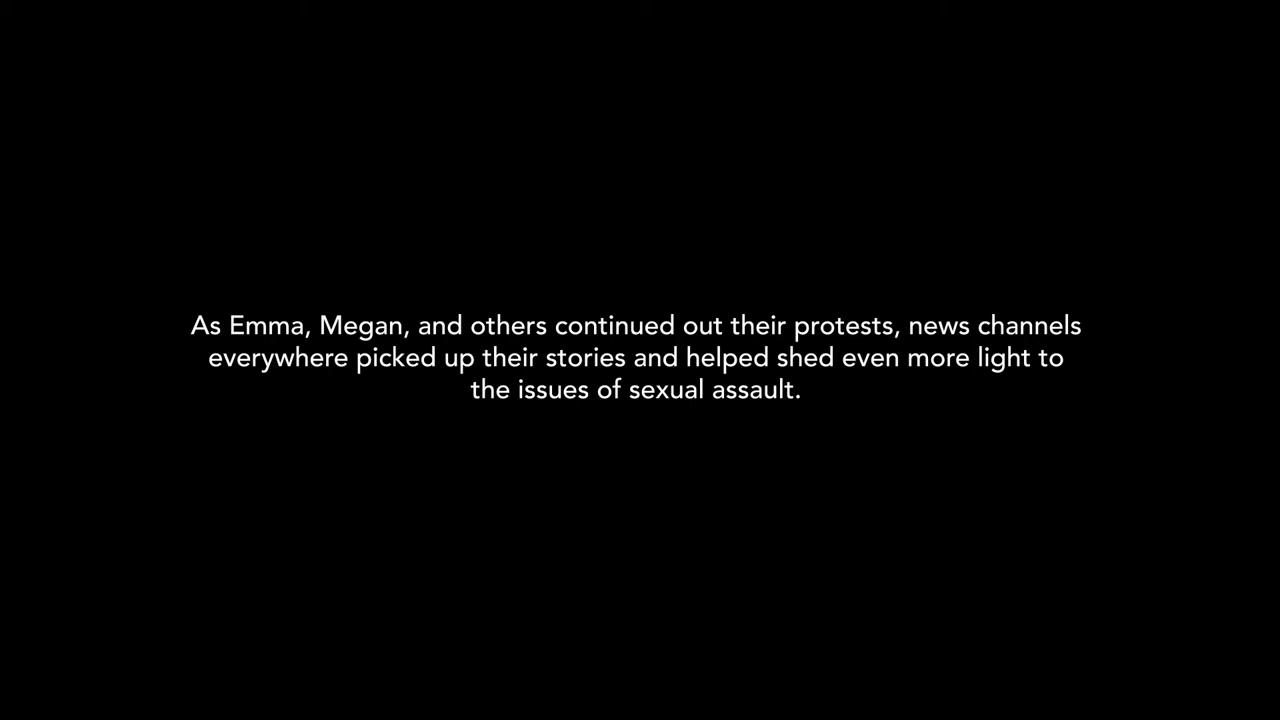 As Emma, Megan, and others continued out their protests, news channels
everywhere picked up their stories and helped shed even more light to
the issues of sexual assault.